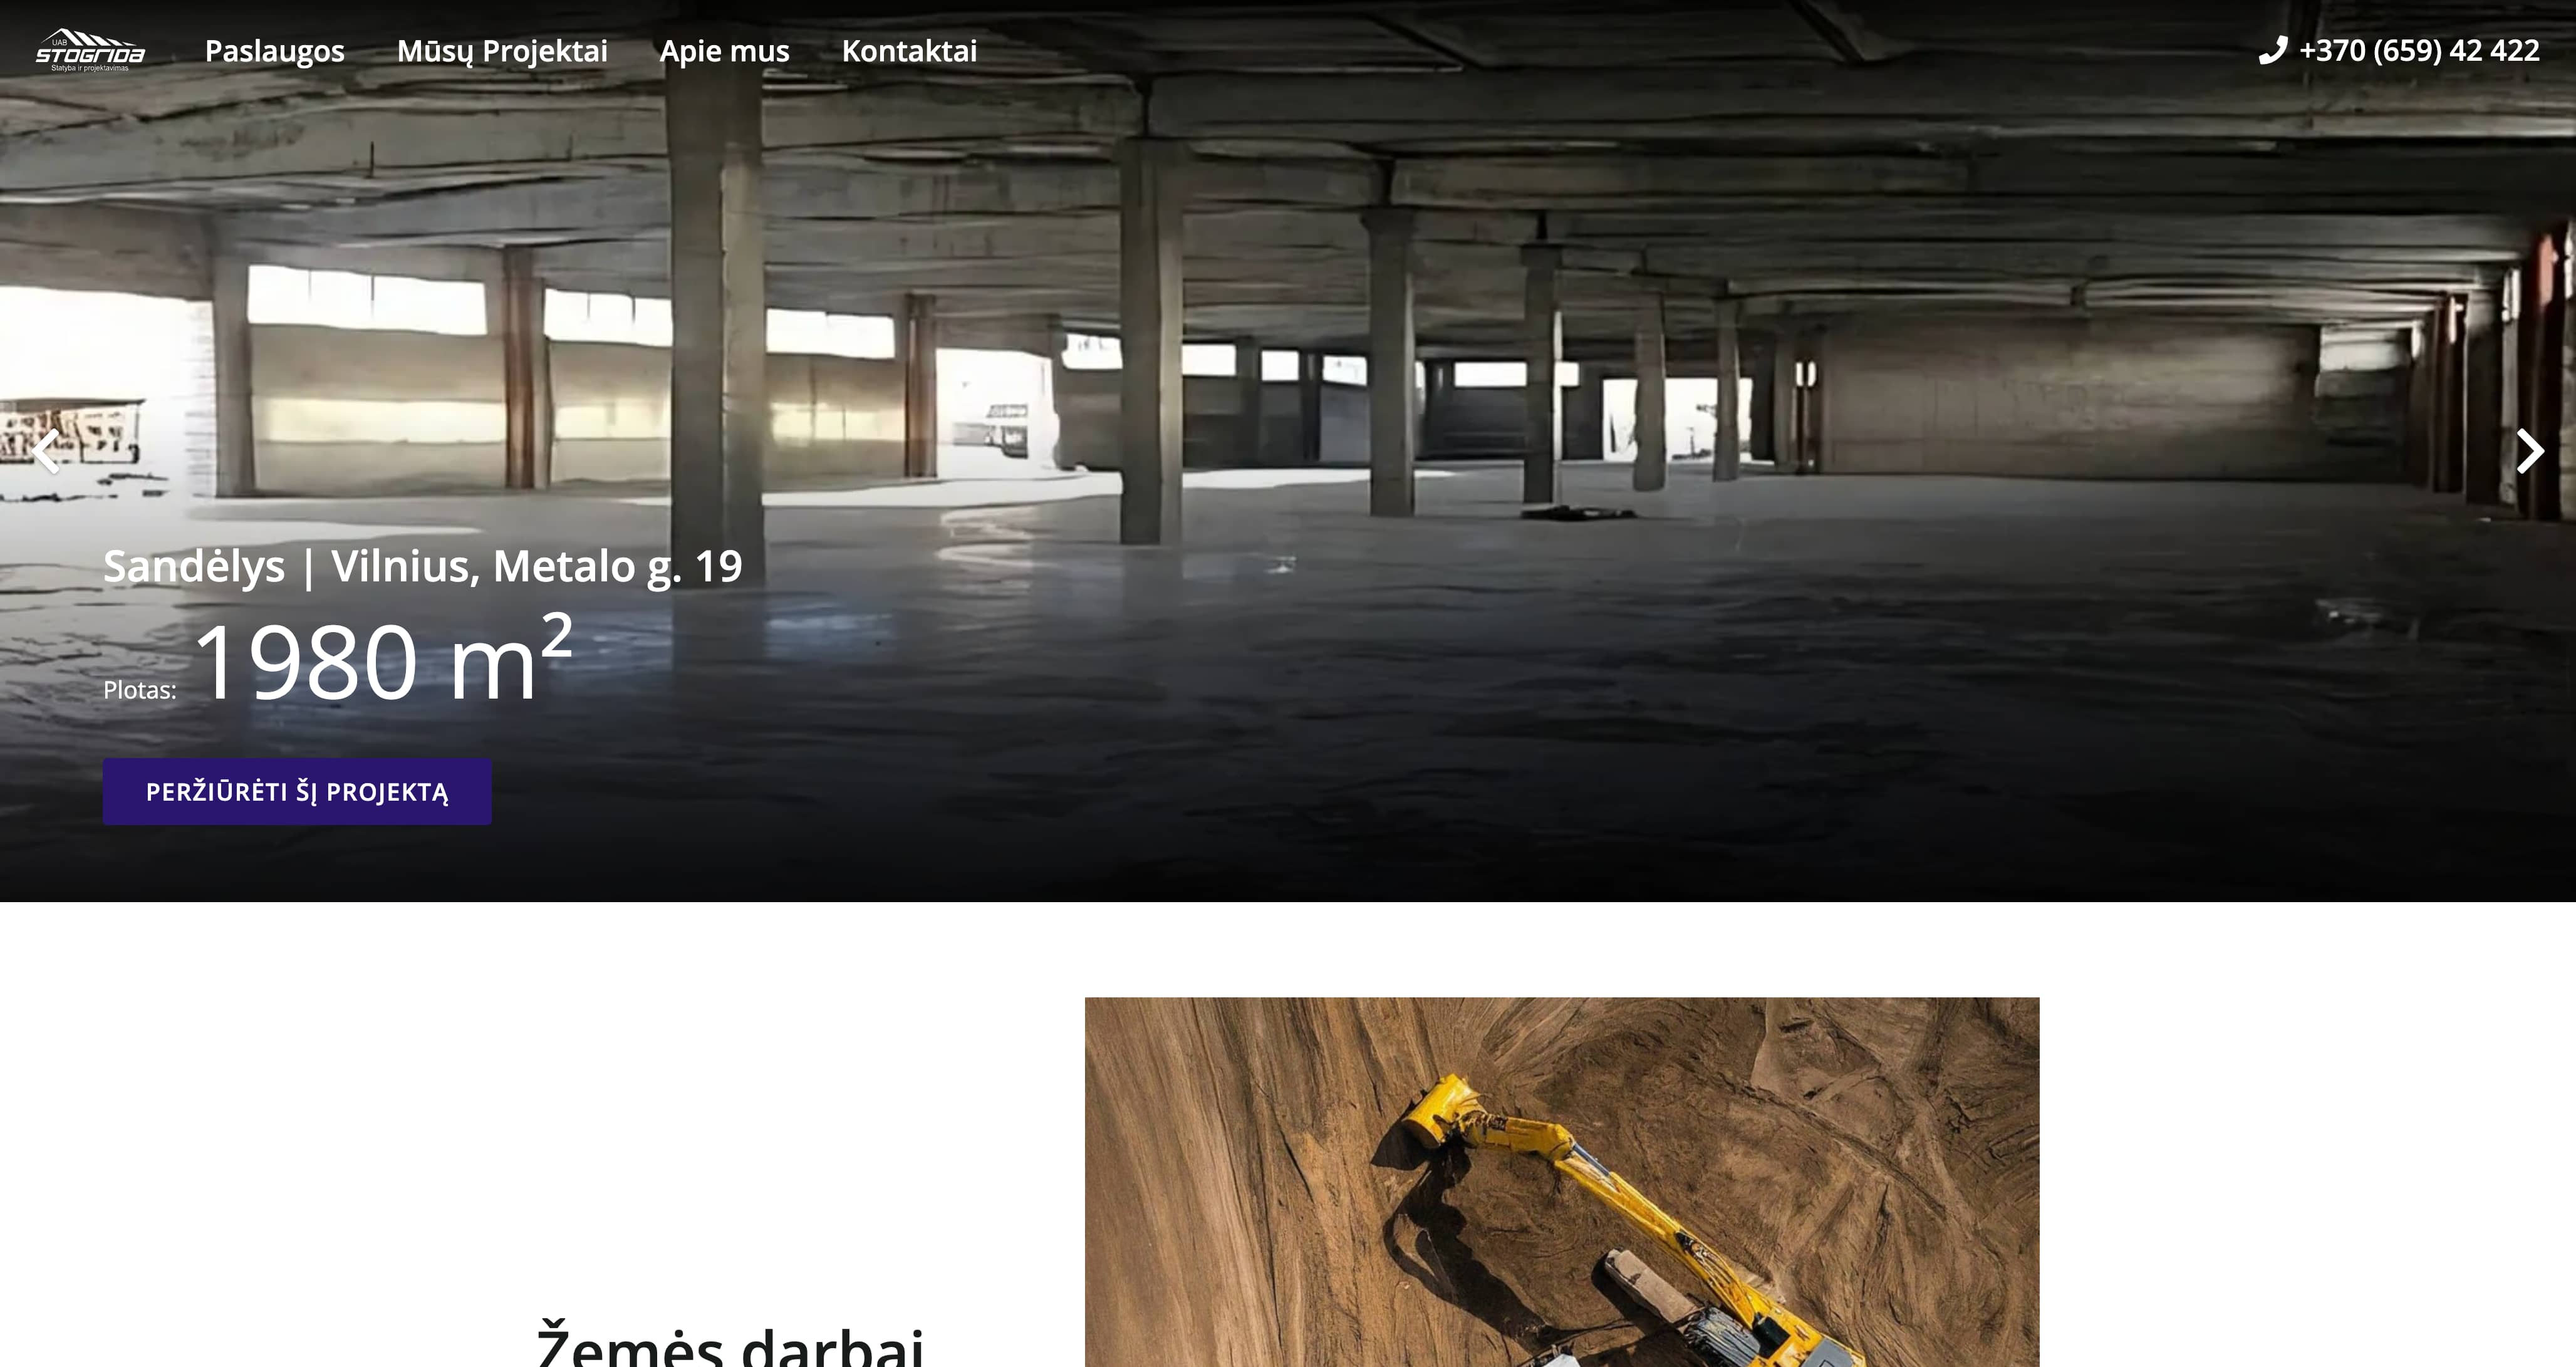 UAB
STOGRIDA
Statyba ir projektavimas
Paslaugos
Mūsų Projektai
Apie mus
Kontaktai
+370 (659) 42 422
Sandėlys | Vilnius, Metalo g. 19
Plotas: 1980 m²
PERŽIŪRĖTI ŠĮ PROJEKTĄ
Žemės darbai